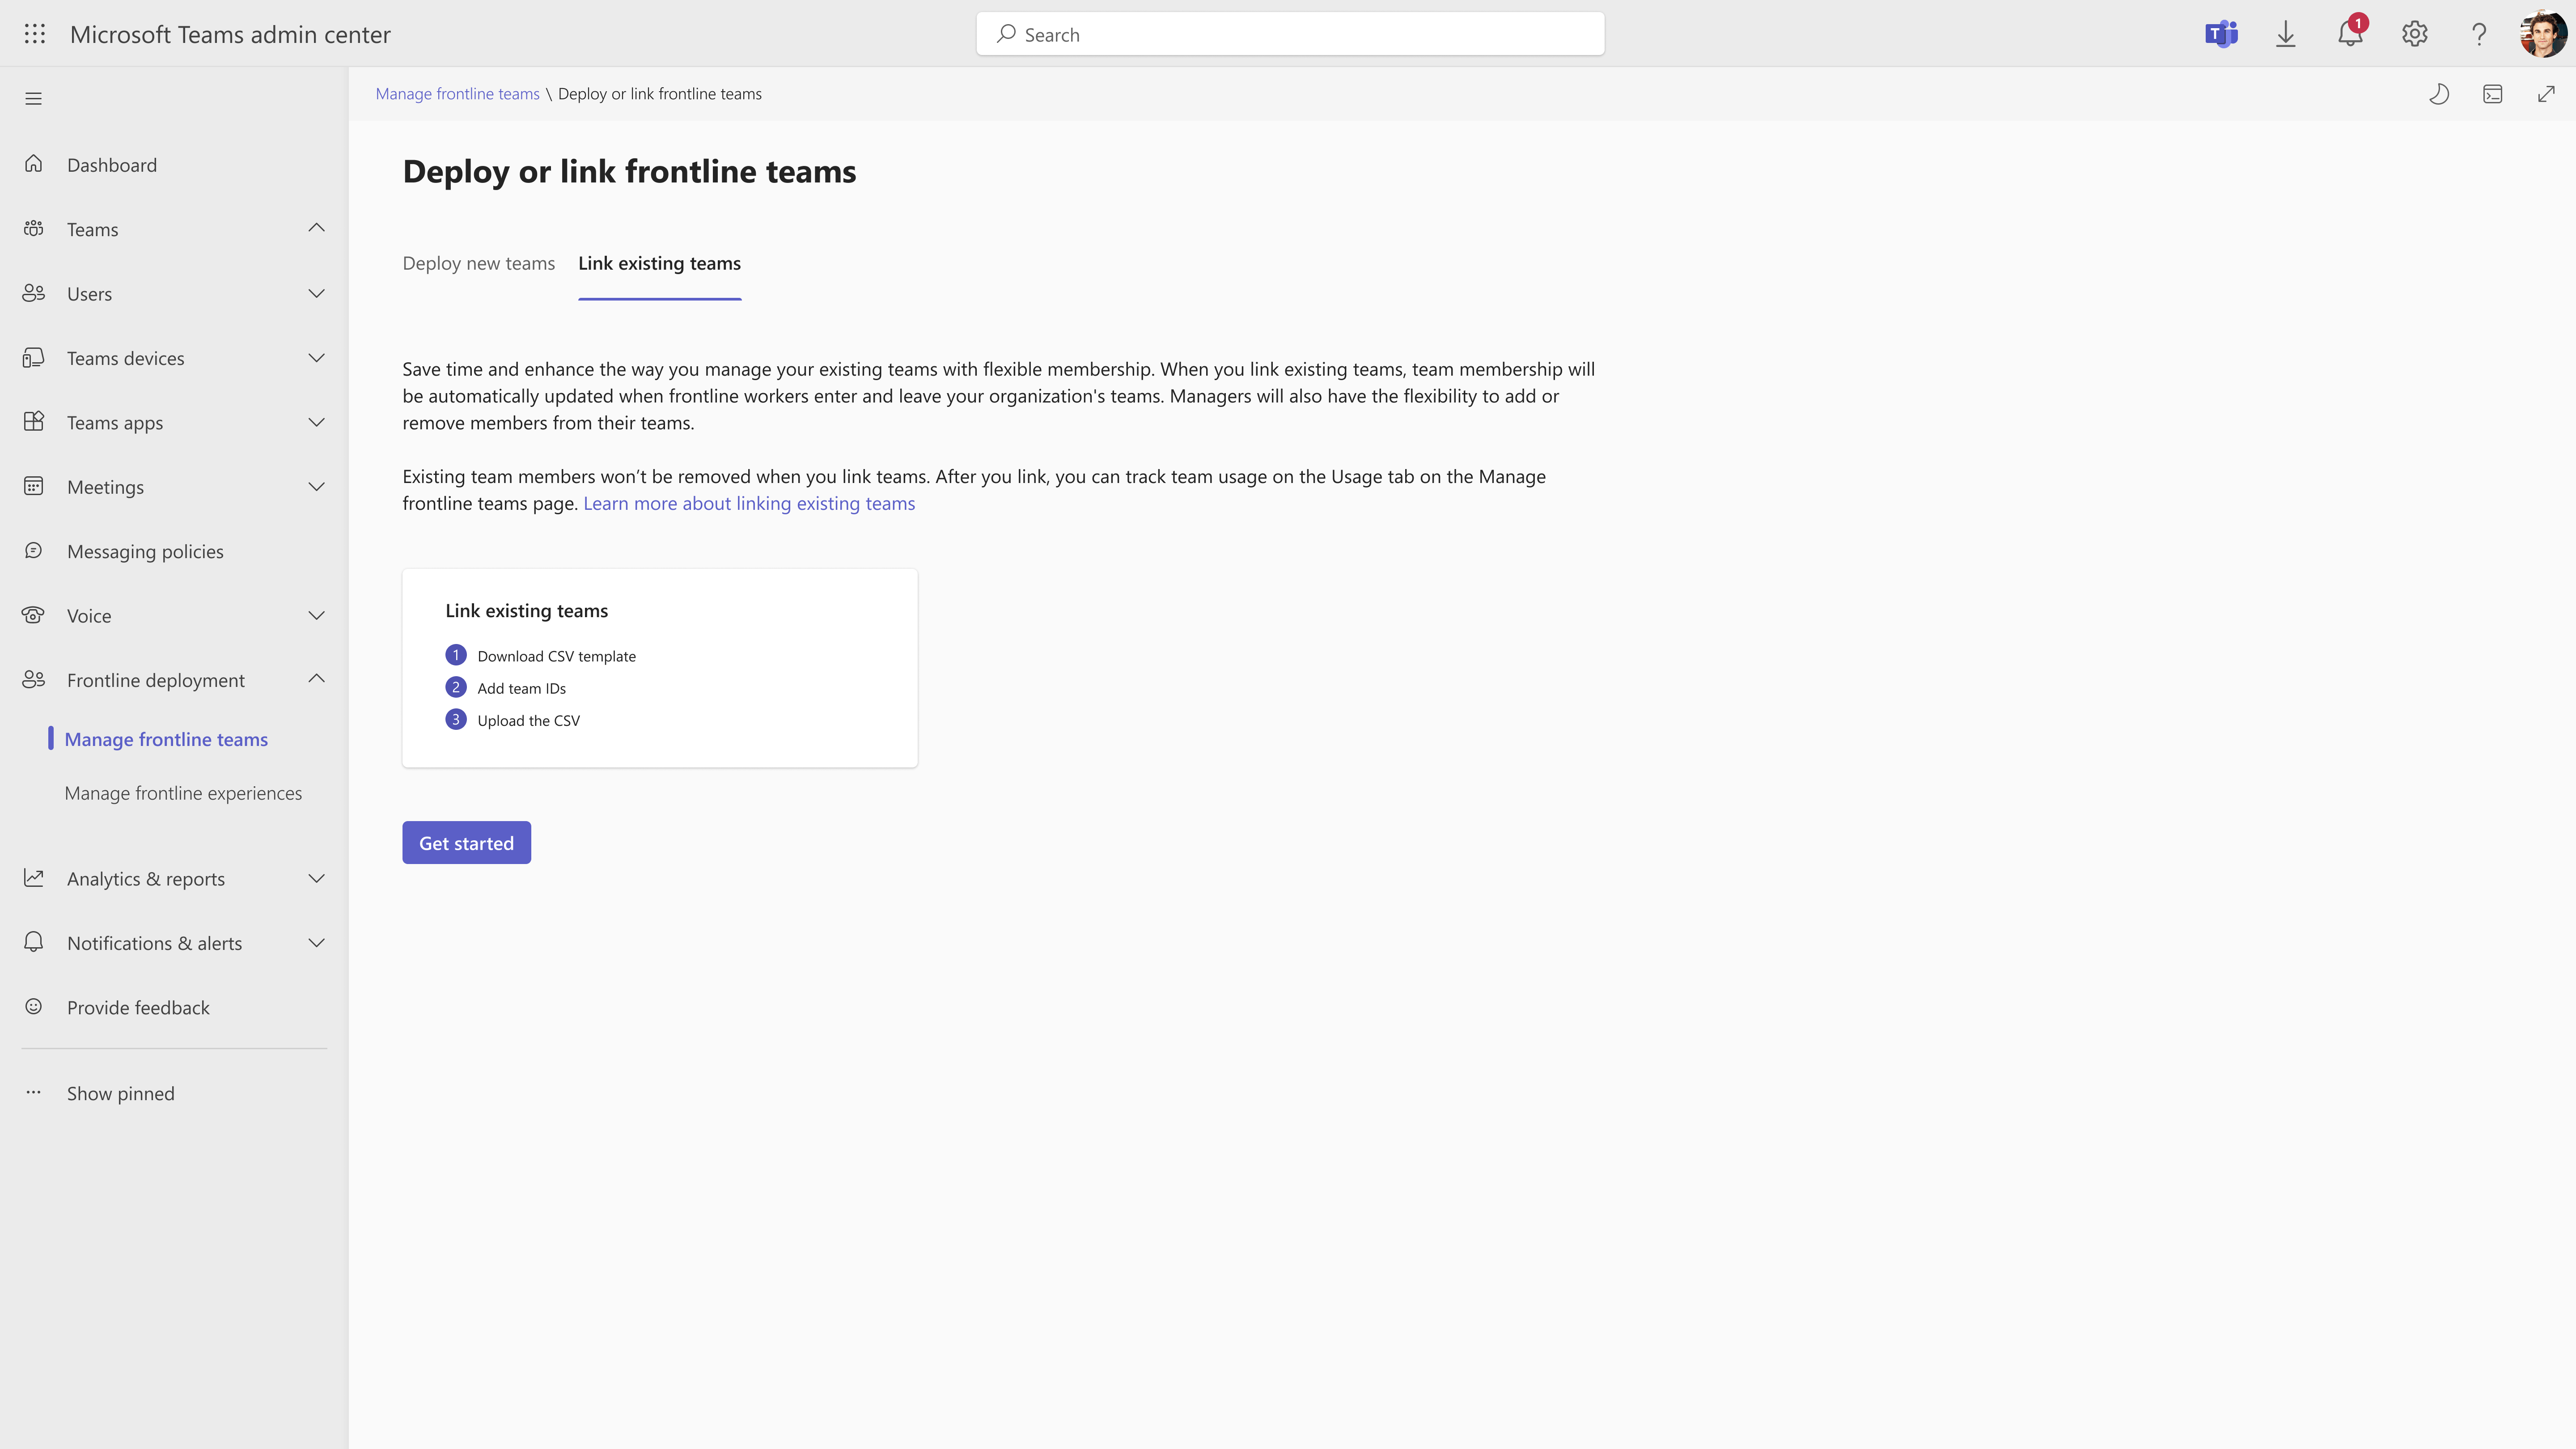 Microsoft Teams admin center
Search
1
Manage frontline teams \ Deploy or link frontline teams
Dashboard
Teams
Users
Teams devices
Teams apps
Meetings
Messaging policies
Voice
Frontline deployment
Manage frontline teams
Manage frontline experiences
Analytics & reports
Notifications & alerts
Provide feedback
Show pinned
Deploy or link frontline teams
Deploy new teams Link existing teams
Save time and enhance the way you manage your existing teams with flexible membership. When you link existing teams, team membership will
be automatically updated when frontline workers enter and leave your organization's teams. Managers will also have the flexibility to add or
remove members from their teams.
Existing team members won’t be removed when you link teams. After you link, you can track team usage on the Usage tab on the Manage
frontline teams page. Learn more about linking existing teams
Link existing teams
1 Download CSV template
2 Add team IDs
3 Upload the CSV
Get started